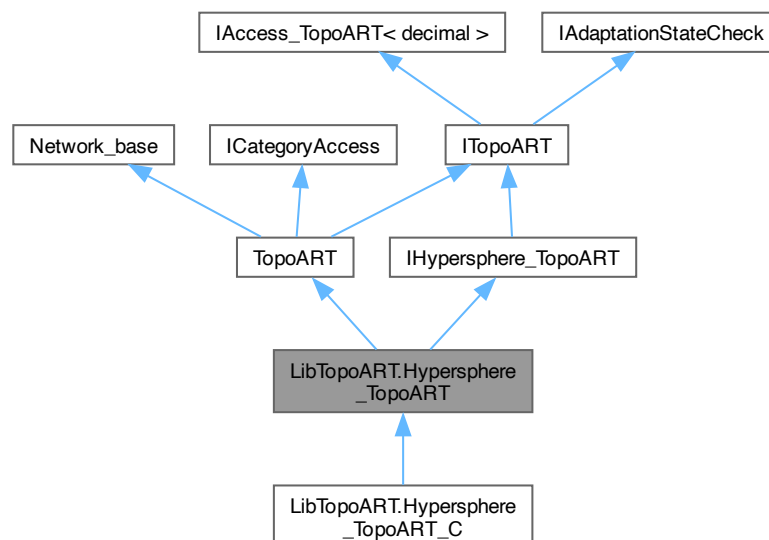 IAccess_TopoART< decimal >
IAdaptationStateCheck
Network_base
ICategoryAccess
ITopoART
TopoART
IHypersphere_TopoART
LibTopoART.Hypersphere
_TopoART
LibTopoART.Hypersphere
_TopoART_C